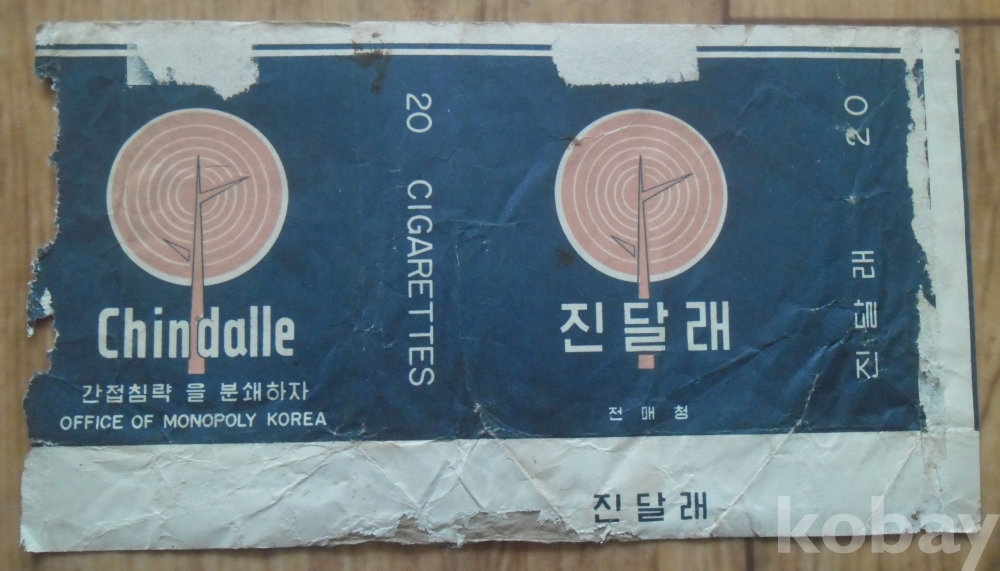 Chindalle
간접침략 을 분쇄하자
OFFICE OF MONOPOLY KOREA
20 CIGARETTES
진달래
전매청
진달래 20
진달래
kobay